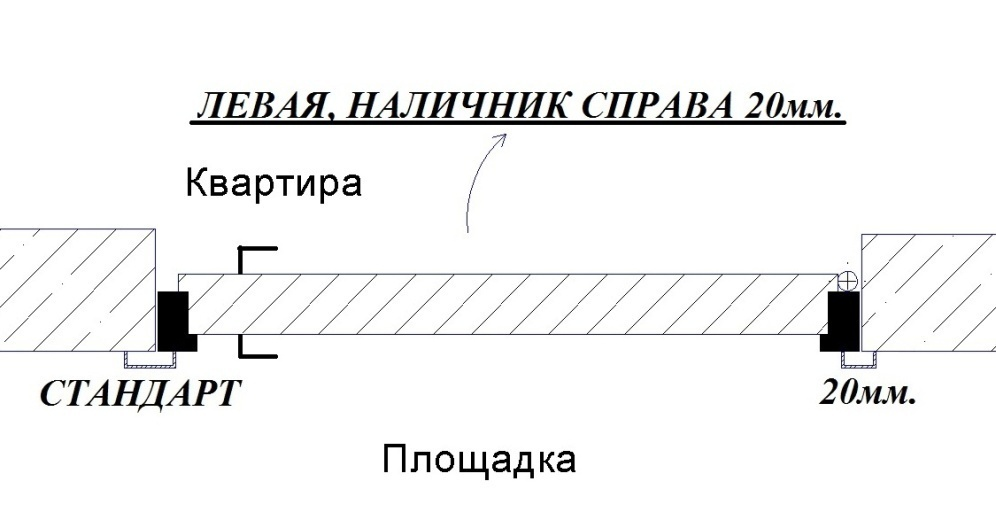 ЛЕВАЯ, НАЛИЧНИК СПРАВА 20мм.
Квартира
СТАНДАРТ
20мм.
Площадка